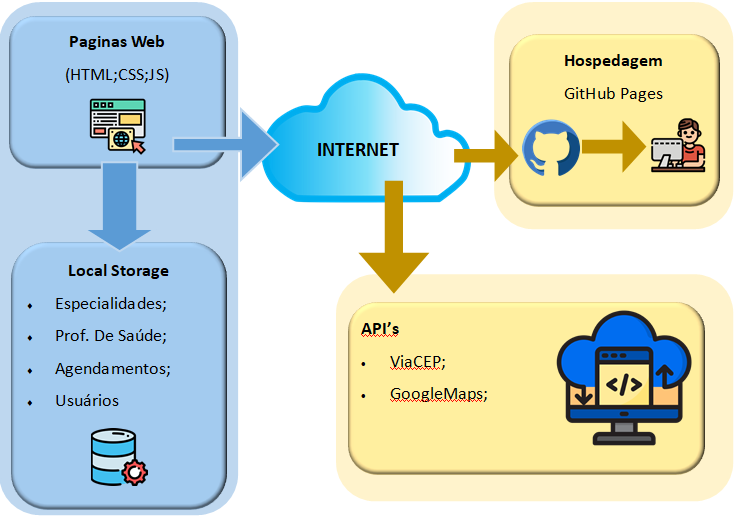 Paginas Web
(HTML;CSS;JS)
INTERNET
Hospedagem
GitHub Pages
Local Storage
Especialidades;
Prof. De Saúde;
Agendamentos;
Usuários
API’s
ViaCEP;
GoogleMaps;
</>